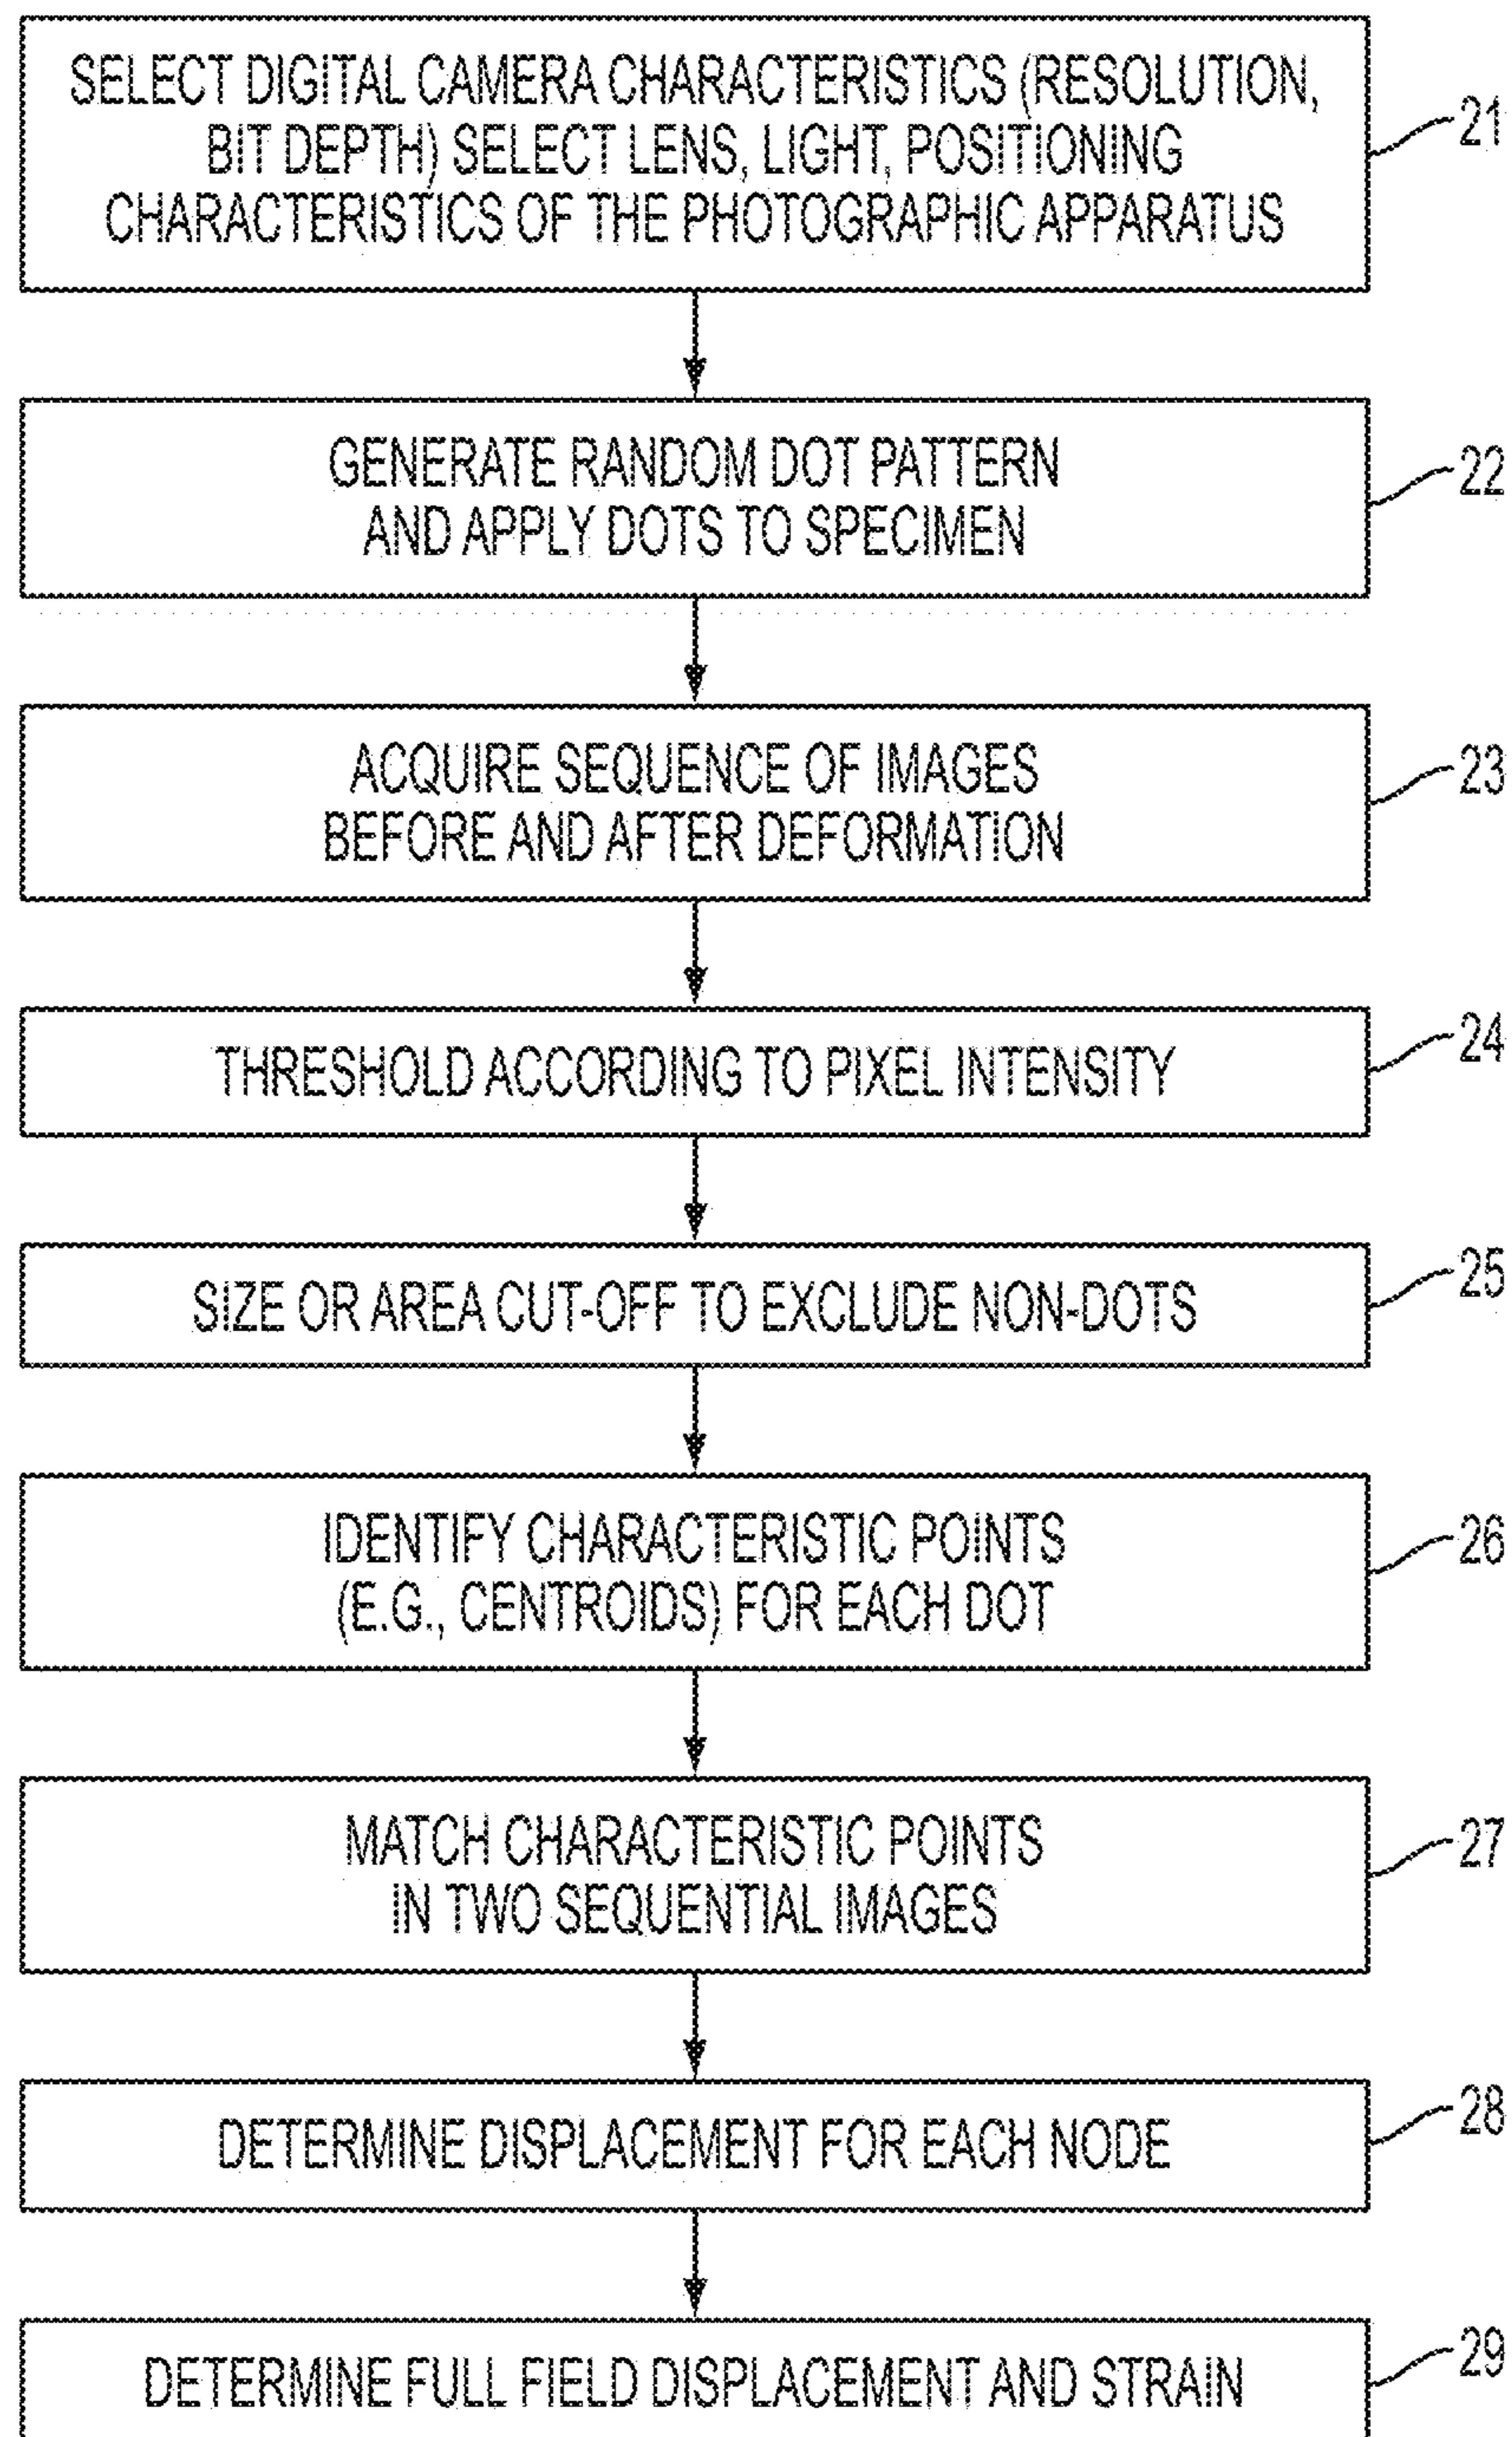 SELECT DIGITAL CAMERA CHARACTERISTICS (RESOLUTION,
BIT DEPTH) SELECT LENS, LIGHT, POSITIONING
CHARACTERISTICS OF THE PHOTOGRAPHIC APPARATUS
21
GENERATE RANDOM DOT PATTERN
AND APPLY DOTS TO SPECIMEN
22
ACQUIRE SEQUENCE OF IMAGES
BEFORE AND AFTER DEFORMATION
23
THRESHOLD ACCORDING TO PIXEL INTENSITY
24
SIZE OR AREA CUT-OFF TO EXCLUDE NON-DOTS
25
IDENTIFY CHARACTERISTIC POINTS
(E.G., CENTROIDS) FOR EACH DOT
26
MATCH CHARACTERISTIC POINTS
IN TWO SEQUENTIAL IMAGES
27
DETERMINE DISPLACEMENT FOR EACH NODE
28
DETERMINE FULL FIELD DISPLACEMENT AND STRAIN
29